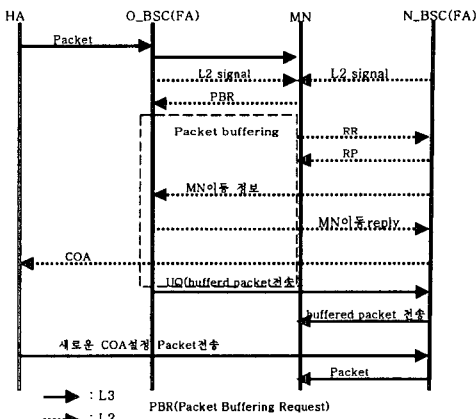 HA O_BSC(FA) MN N_BSC(FA)
Packet
L2 signal L2 signal
PBR
Packet buffering
RR
RP
MN이동 정보
MN이동reply
COA
UQ(bufferd packet전송
buffered packet 전송
새로운 COA설정 Packet전송
Packet
: L3
PBR(Packet Buffering Request)
: L2